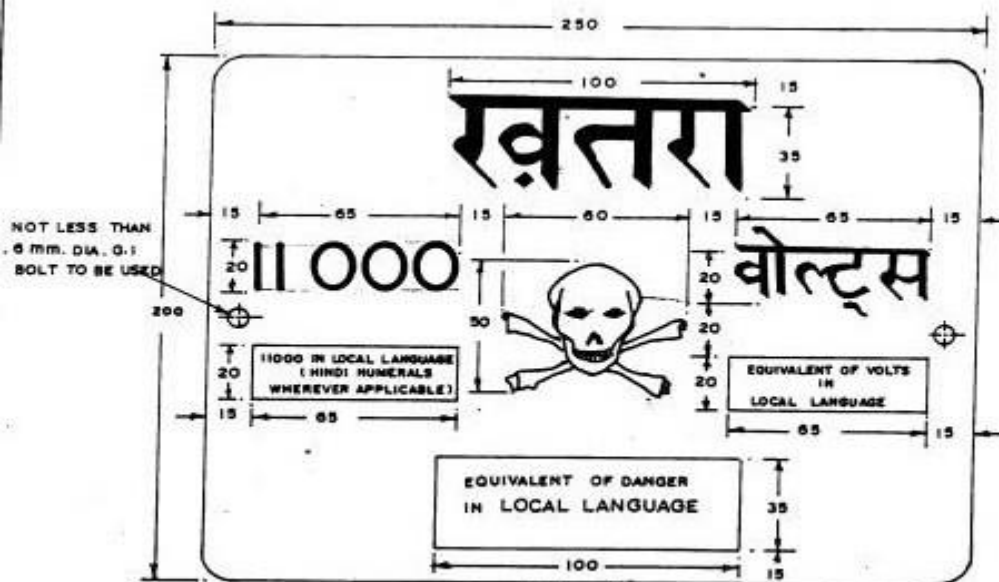 250
100 15
ख़तरा
35
15 65 15 60 15 65 15
NOT LESS THAN
.6 mm. DIA. G.I
BOLT TO BE USED
20 11 000 20 वोल्ट्स
200
50
20
20 11000 IN LOCAL LANGUAGE
( HINDI NUMERALS
WHEREVER APPLICABLE)
20 EQUIVALENT OF VOLTS
IN
LOCAL LANGUAGE
15 65
65 15
EQUIVALENT OF DANGER
IN LOCAL LANGUAGE
35
100
15